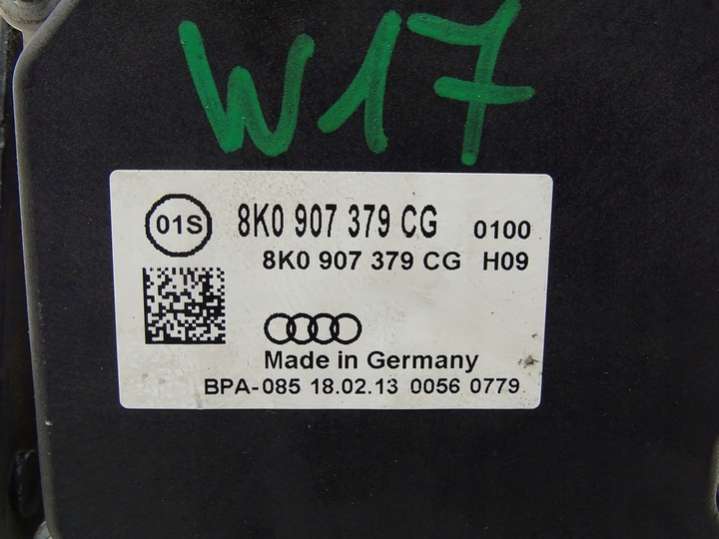 W17
01S 8K0 907 379 CG 0100
8K0 907 379 CG H09
Made in Germany
BPA-085 18.02.13 0056 0779